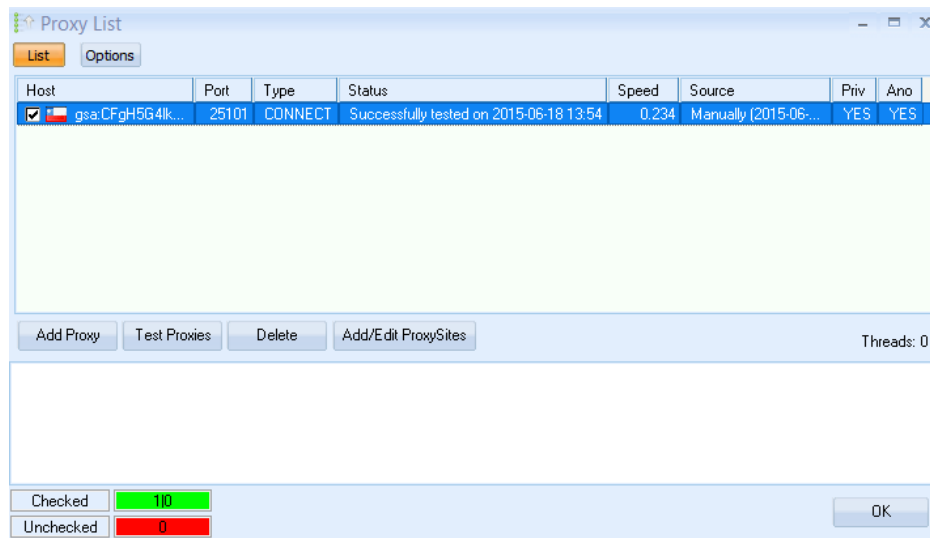 Proxy List
List Options
Host Port Type Status Speed Source Priv Ano
gsa:CFgH5G4lk... 25101 CONNECT Successfully tested on 2015-06-18 13:54 0.234 Manually (2015-06-... YES YES
Add Proxy Test Proxies Delete Add/Edit ProxySites
Threads: 0
Checked 1|0
Unchecked 0
OK